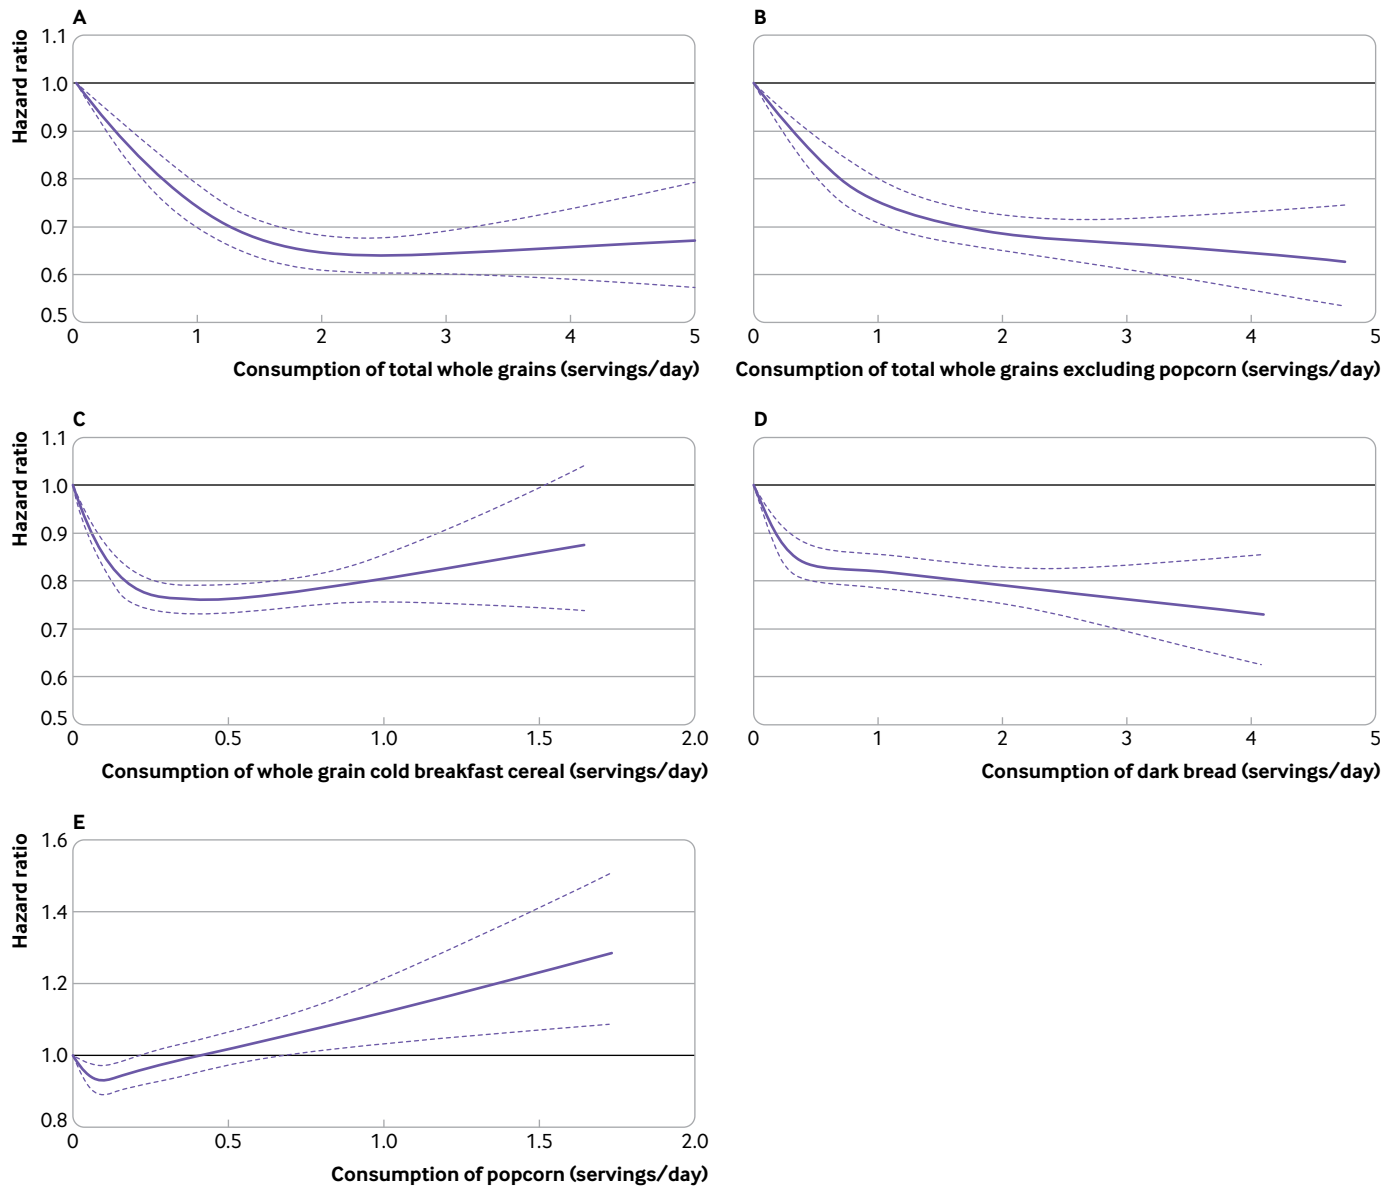 A
Hazard ratio
1.1
1.0
0.9
0.8
0.7
0.6
0.5
0 1 2 3 4 5
Consumption of total whole grains (servings/day)
B
0 1 2 3 4 5
Consumption of total whole grains excluding popcorn (servings/day)
C
Hazard ratio
1.1
1.0
0.9
0.8
0.7
0.6
0.5
0 0.5 1.0 1.5 2.0
Consumption of whole grain cold breakfast cereal (servings/day)
D
0 1 2 3 4 5
Consumption of dark bread (servings/day)
E
Hazard ratio
1.6
1.4
1.2
1.0
0.8
0 0.5 1.0 1.5 2.0
Consumption of popcorn (servings/day)